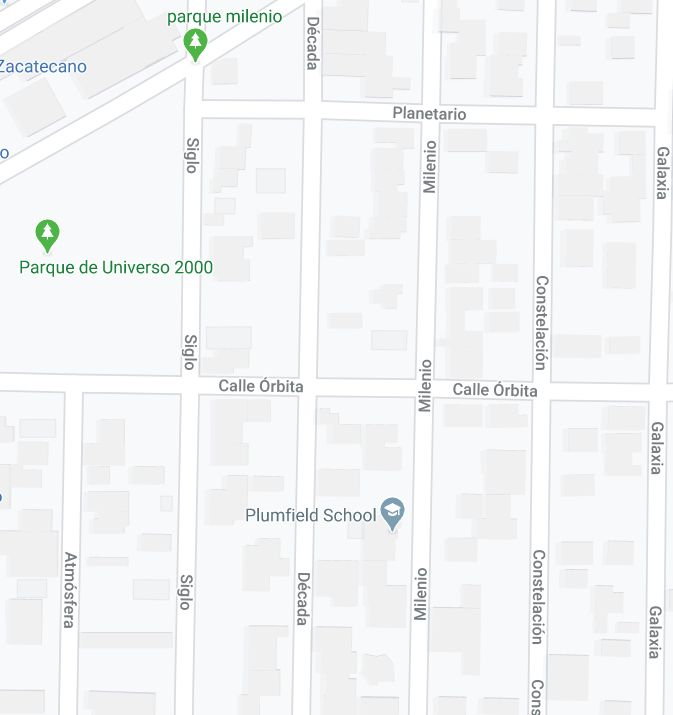 parque milenio
Década
Zacatecano
Planetario
Siglo
Milenio
Galaxia
o
Parque de Universo 2000
Constelación
Siglo
Calle Órbita
Milenio
Calle Órbita
Galaxia
Plumfield School
Atmósfera
Siglo
Década
Milenio
Constelación
Galaxia
Cons